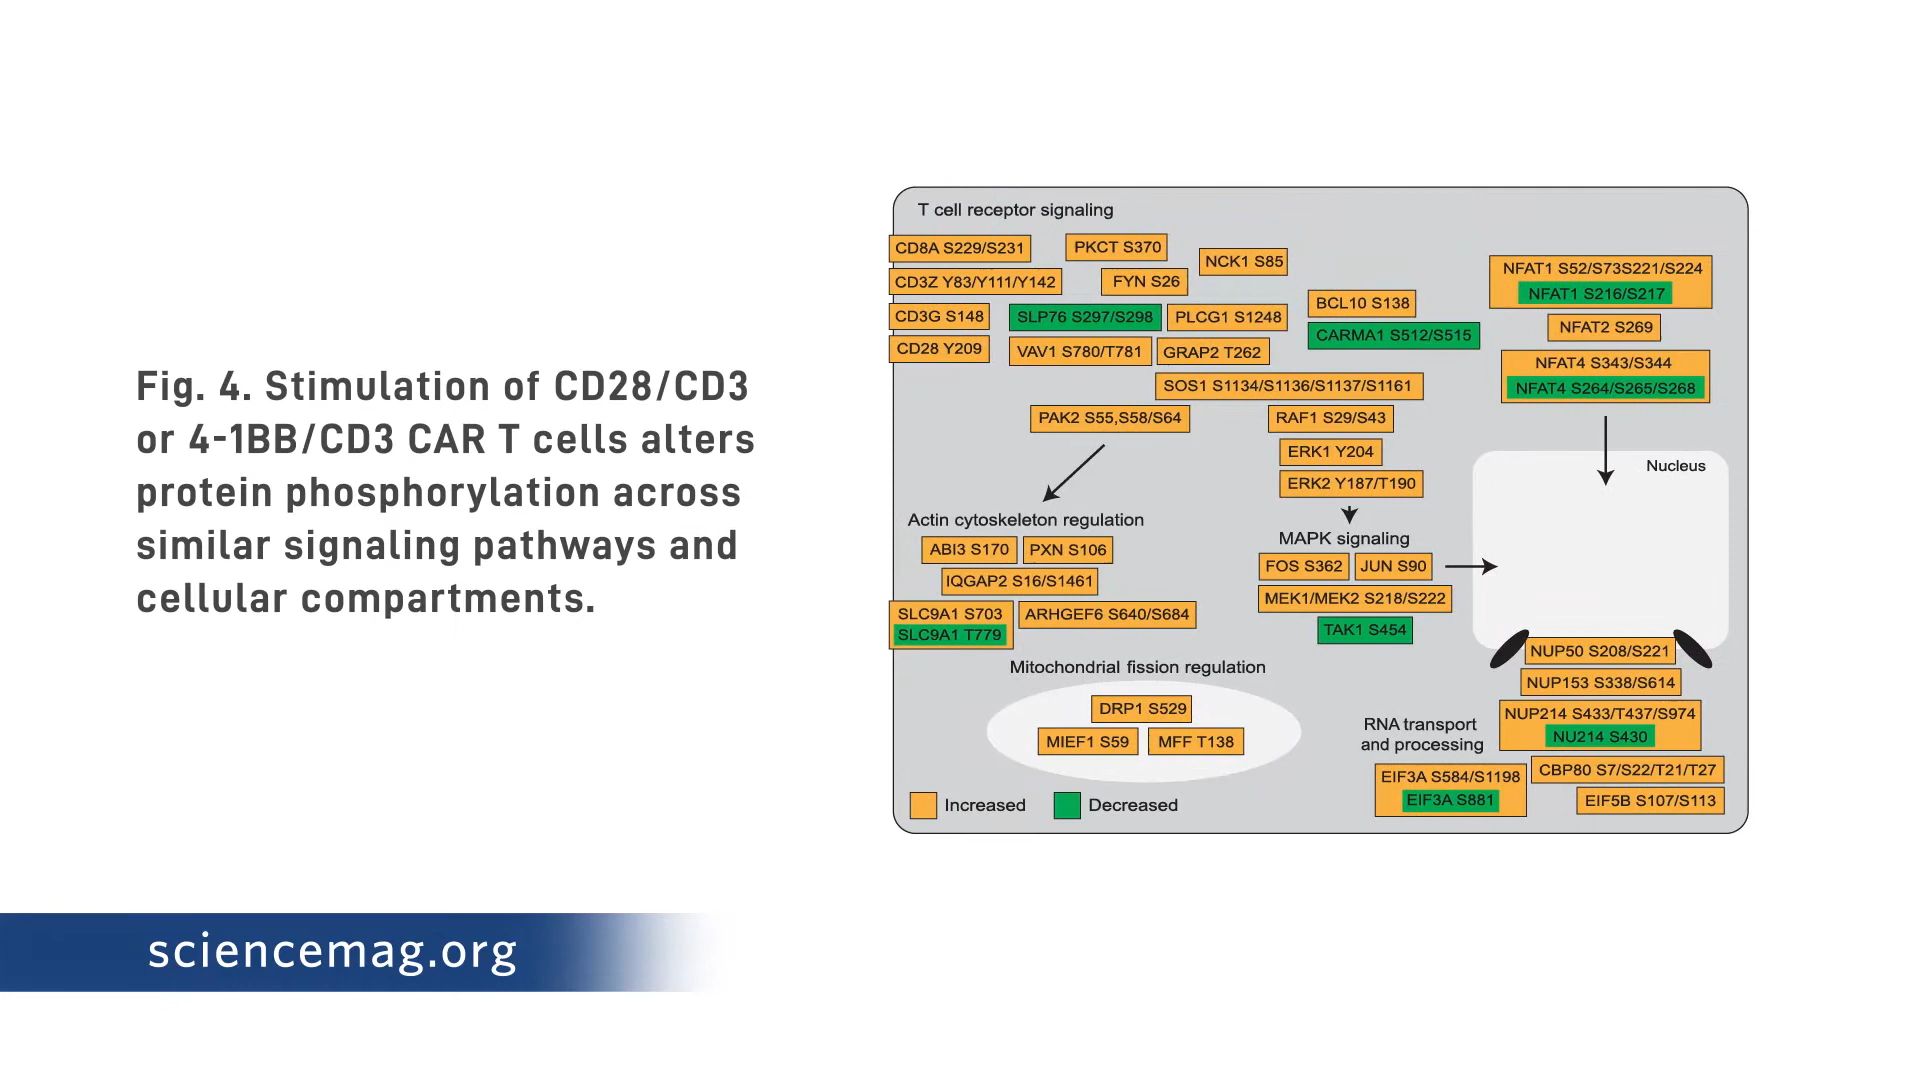 Fig. 4. Stimulation of CD28/CD3
or 4-1BB/CD3 CAR T cells alters
protein phosphorylation across
similar signaling pathways and
cellular compartments.
sciencemag.org
T cell receptor signaling
CD8A S229/S231
PKCT S370
NCK1 S85
CD3Z Y83/Y111/Y142
FYN S26
CD3G S148
SLP76 S297/S298
PLCG1 S1248
BCL10 S138
CARMA1 S512/S515
CD28 Y209
VAV1 S780/T781
GRAP2 T262
SOS1 S1134/S1136/S1137/S1161
PAK2 S55,S58/S64
RAF1 S29/S43
ERK1 Y204
ERK2 Y187/T190
NFAT1 S52/S73S221/S224
NFAT1 S216/S217
NFAT2 S269
NFAT4 S343/S344
NFAT4 S264/S265/S268
Nucleus
Actin cytoskeleton regulation
ABI3 S170
PXN S106
IQGAP2 S16/S1461
SLC9A1 S703
SLC9A1 T779
ARHGEF6 S640/S684
MAPK signaling
FOS S362
JUN S90
MEK1/MEK2 S218/S222
TAK1 S454
Mitochondrial fission regulation
DRP1 S529
MIEF1 S59
MFF T138
NUP50 S208/S221
NUP153 S338/S614
NUP214 S433/T437/S974
NU214 S430
RNA transport
and processing
CBP80 S7/S22/T21/T27
EIF3A S584/S1198
EIF3A S881
EIF5B S107/S113
Increased
Decreased